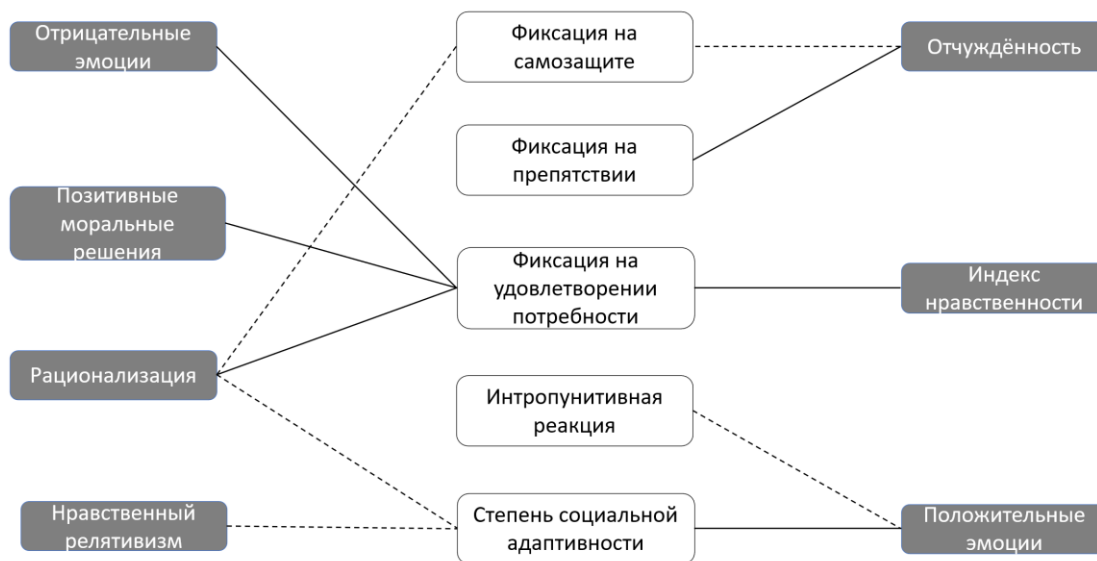 Отрицательные
эмоции
Фиксация на
самозащите
Отчуждённость
Фиксация на
препятствии
Позитивные
моральные
решения
Фиксация на
удовлетворении
потребности
Индекс
нравственности
Рационализация
Интропунитивная
реакция
Нравственный
релятивизм
Степень социальной
адаптивности
Положительные
эмоции